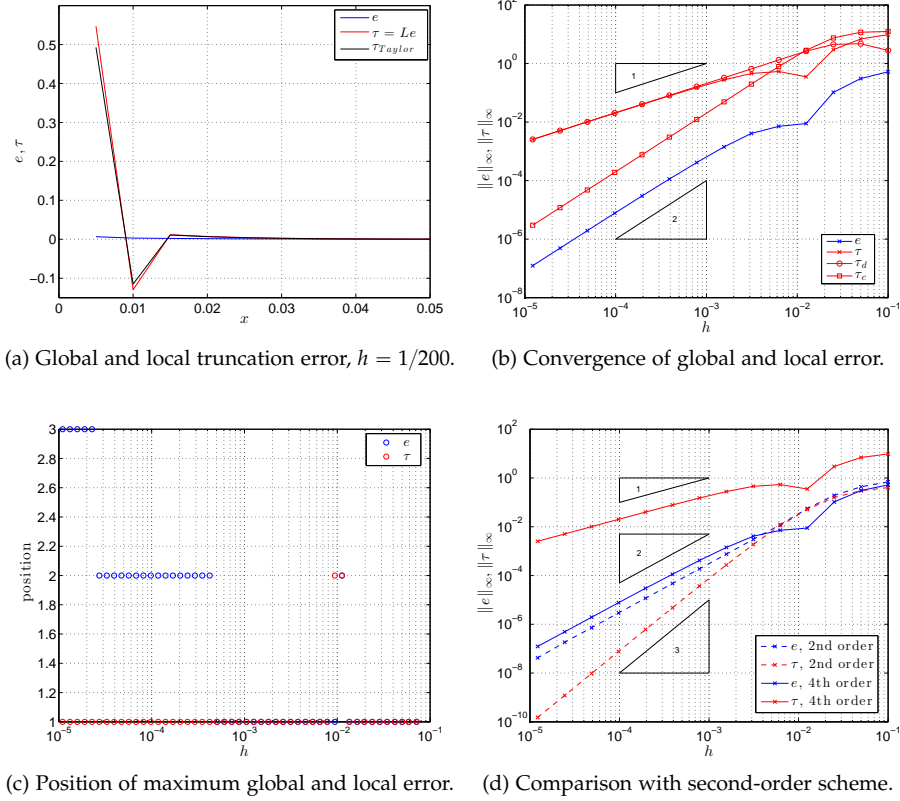 e
τ = Le
τ_Taylor
0.5
0.4
0.3
0.2
0.1
0
−0.1
e, τ
0 0.01 0.02 0.03 0.04 0.05
x
(a) Global and local truncation error, h = 1/200.
10^2
10^0
10^−2
10^−4
10^−6
10^−8
‖e‖∞, ‖τ‖∞
1
2
e
τ
τ_d
τ_c
10^−5 10^−4 10^−3 10^−2 10^−1
h
(b) Convergence of global and local error.
3
2.8
2.6
2.4
2.2
2
1.8
1.6
1.4
1.2
1
position
e
τ
10^−5 10^−4 10^−3 10^−2 10^−1
h
(c) Position of maximum global and local error.
10^2
10^0
10^−2
10^−4
10^−6
10^−8
10^−10
‖e‖∞, ‖τ‖∞
1
2
3
e, 2nd order
τ, 2nd order
e, 4th order
τ, 4th order
10^−5 10^−4 10^−3 10^−2 10^−1
h
(d) Comparison with second-order scheme.